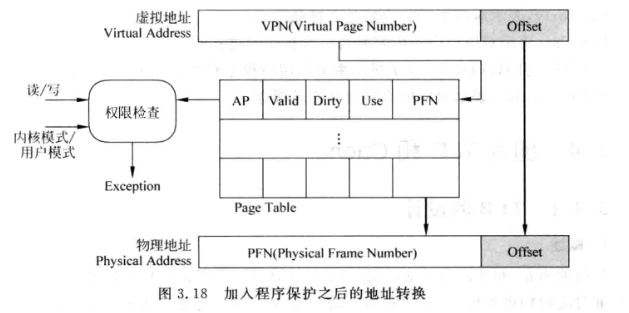 虚拟地址
Virtual Address
VPN(Virtual Page Number)
Offset
读/写
内核模式/
用户模式
权限检查
Exception
AP
Valid
Dirty
Use
PFN
⋮
Page Table
物理地址
Physical Address
PFN(Physical Frame Number)
Offset
图 3.18 加入程序保护之后的地址转换